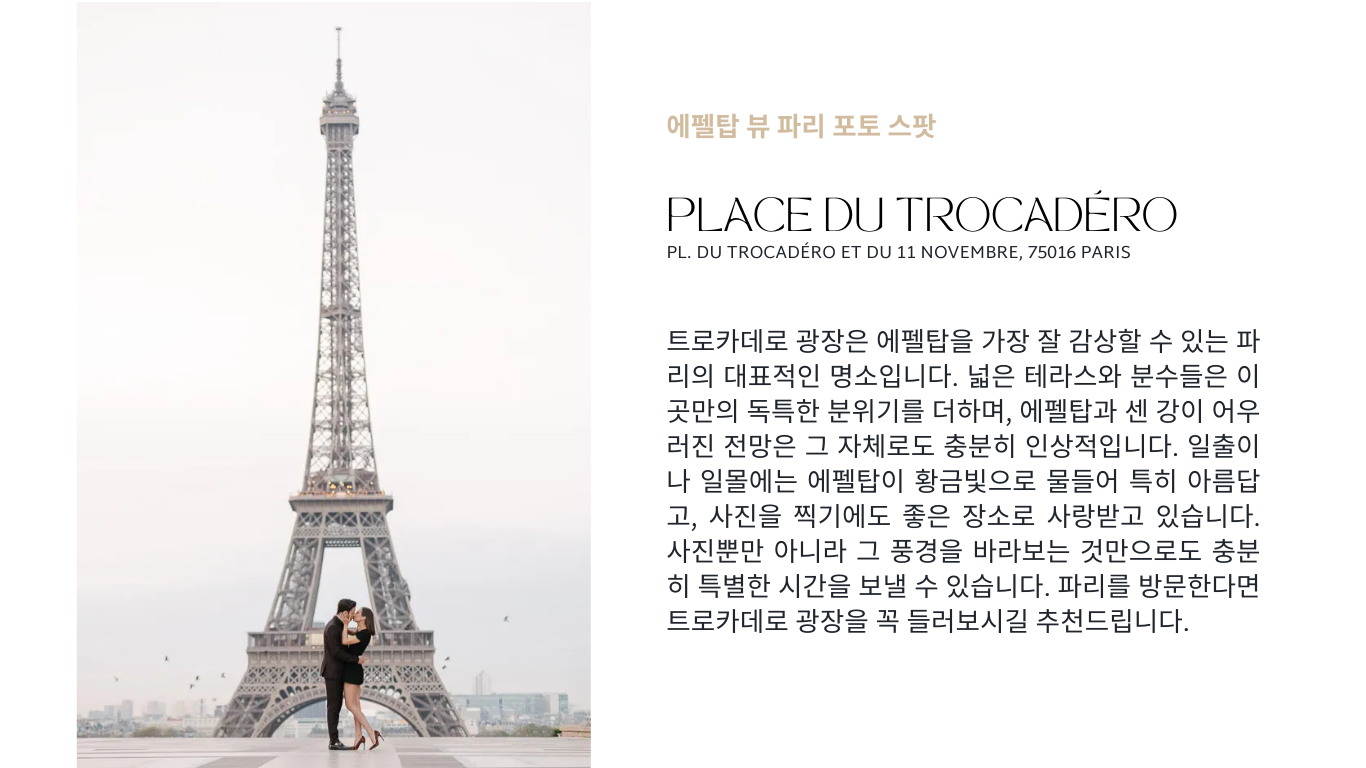 에펠탑 뷰 파리 포토 스팟
PLACE DU TROCADÉRO
PL. DU TROCADÉRO ET DU 11 NOVEMBRE, 75016 PARIS
트로카데로 광장은 에펠탑을 가장 잘 감상할 수 있는 파
리의 대표적인 명소입니다. 넓은 테라스와 분수들은 이
곳만의 독특한 분위기를 더하며, 에펠탑과 센 강이 어우
러진 전망은 그 자체로도 충분히 인상적입니다. 일출이
나 일몰에는 에펠탑이 황금빛으로 물들어 특히 아름답
고, 사진을 찍기에도 좋은 장소로 사랑받고 있습니다.
사진뿐만 아니라 그 풍경을 바라보는 것만으로도 충분
히 특별한 시간을 보낼 수 있습니다. 파리를 방문한다면
트로카데로 광장을 꼭 들러보시길 추천드립니다.